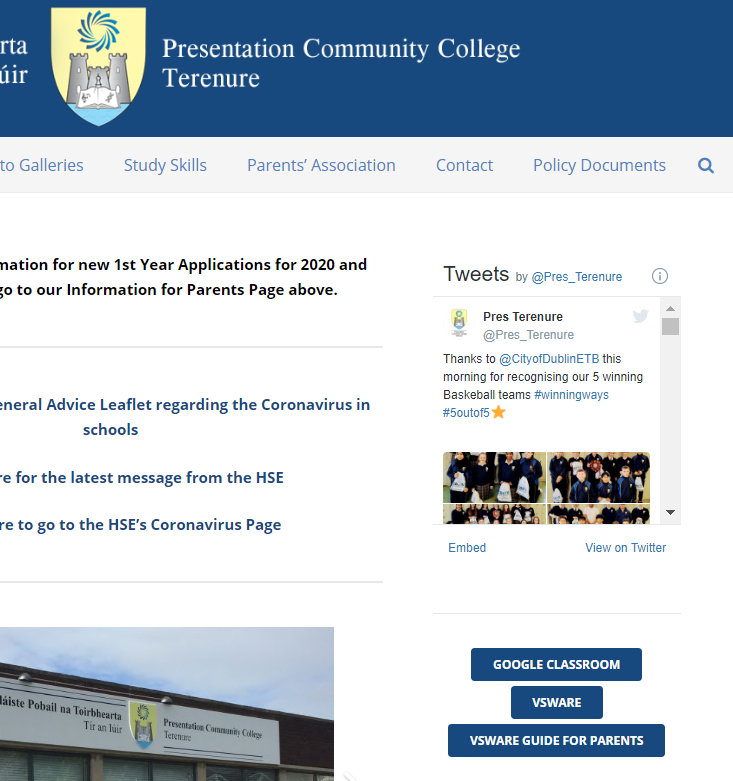 rta
úir
Presentation Community College
Terenure
to Galleries
Study Skills
Parents’ Association
Contact
Policy Documents
mation for new 1st Year Applications for 2020 and
go to our Information for Parents Page above.
eneral Advice Leaflet regarding the Coronavirus in
schools
re for the latest message from the HSE
re to go to the HSE's Coronavirus Page
láiste Pobail na Toirbhearta
Tír an Iúir
Presentation Community College
Terenure
Tweets by @Pres_Terenure
Pres Terenure
@Pres_Terenure
Thanks to @CityofDublinETB this
morning for recognising our 5 winning
Baskeball teams #winningways
#5outof5
Embed
View on Twitter
GOOGLE CLASSROOM
VSWARE
VSWARE GUIDE FOR PARENTS